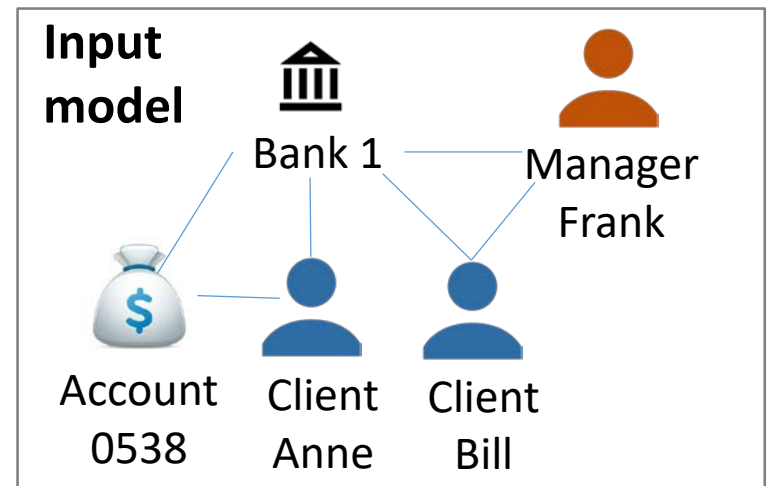 Input
model
Bank 1
Manager
Frank
$
Account
0538
Client
Anne
Client
Bill